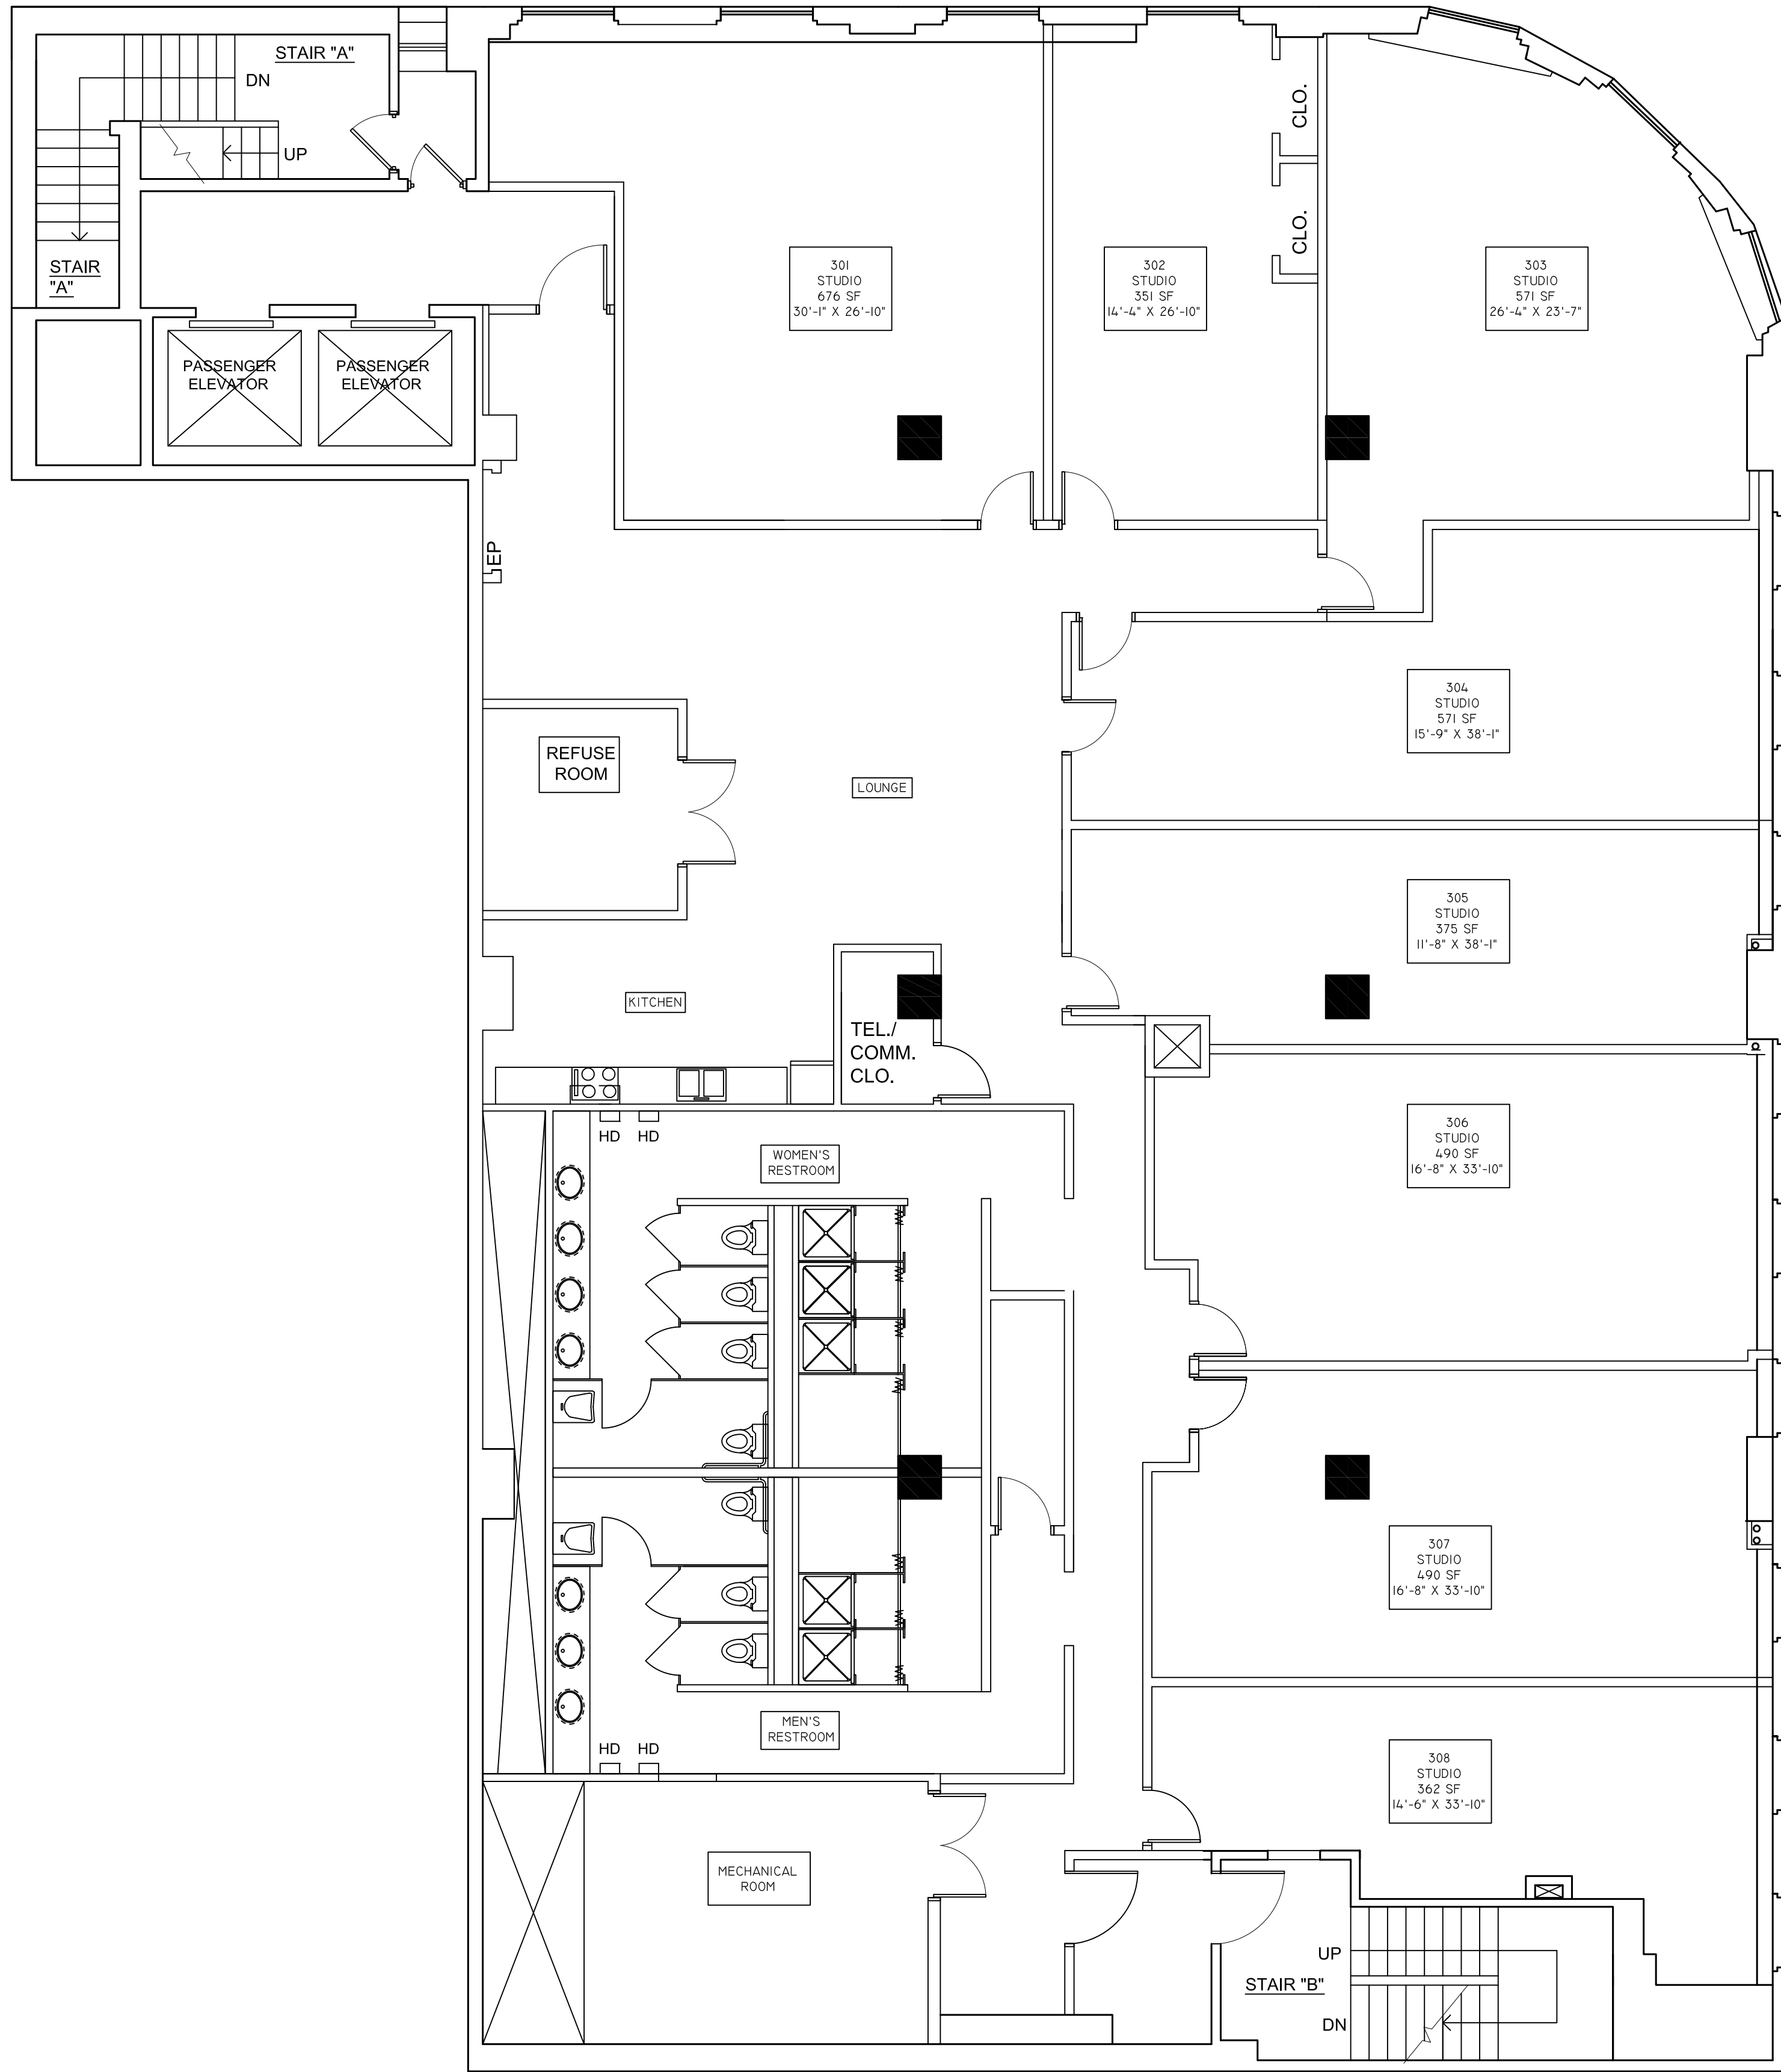 STAIR "A"
DN
UP
STAIR
"A"
CLO.
CLO.
301
STUDIO
676 SF
30'-1" X 26'-10"
302
STUDIO
351 SF
14'-4" X 26'-10"
303
STUDIO
571 SF
26'-4" X 23'-7"
PASSENGER
ELEVATOR
PASSENGER
ELEVATOR
EP
304
STUDIO
571 SF
15'-9" X 38'-1"
REFUSE
ROOM
LOUNGE
305
STUDIO
375 SF
11'-8" X 38'-1"
KITCHEN
TEL./
COMM.
CLO.
HD
HD
WOMEN'S
RESTROOM
306
STUDIO
490 SF
16'-8" X 33'-10"
307
STUDIO
490 SF
16'-8" X 33'-10"
MEN'S
RESTROOM
HD
HD
308
STUDIO
362 SF
14'-6" X 33'-10"
MECHANICAL
ROOM
UP
STAIR "B"
DN